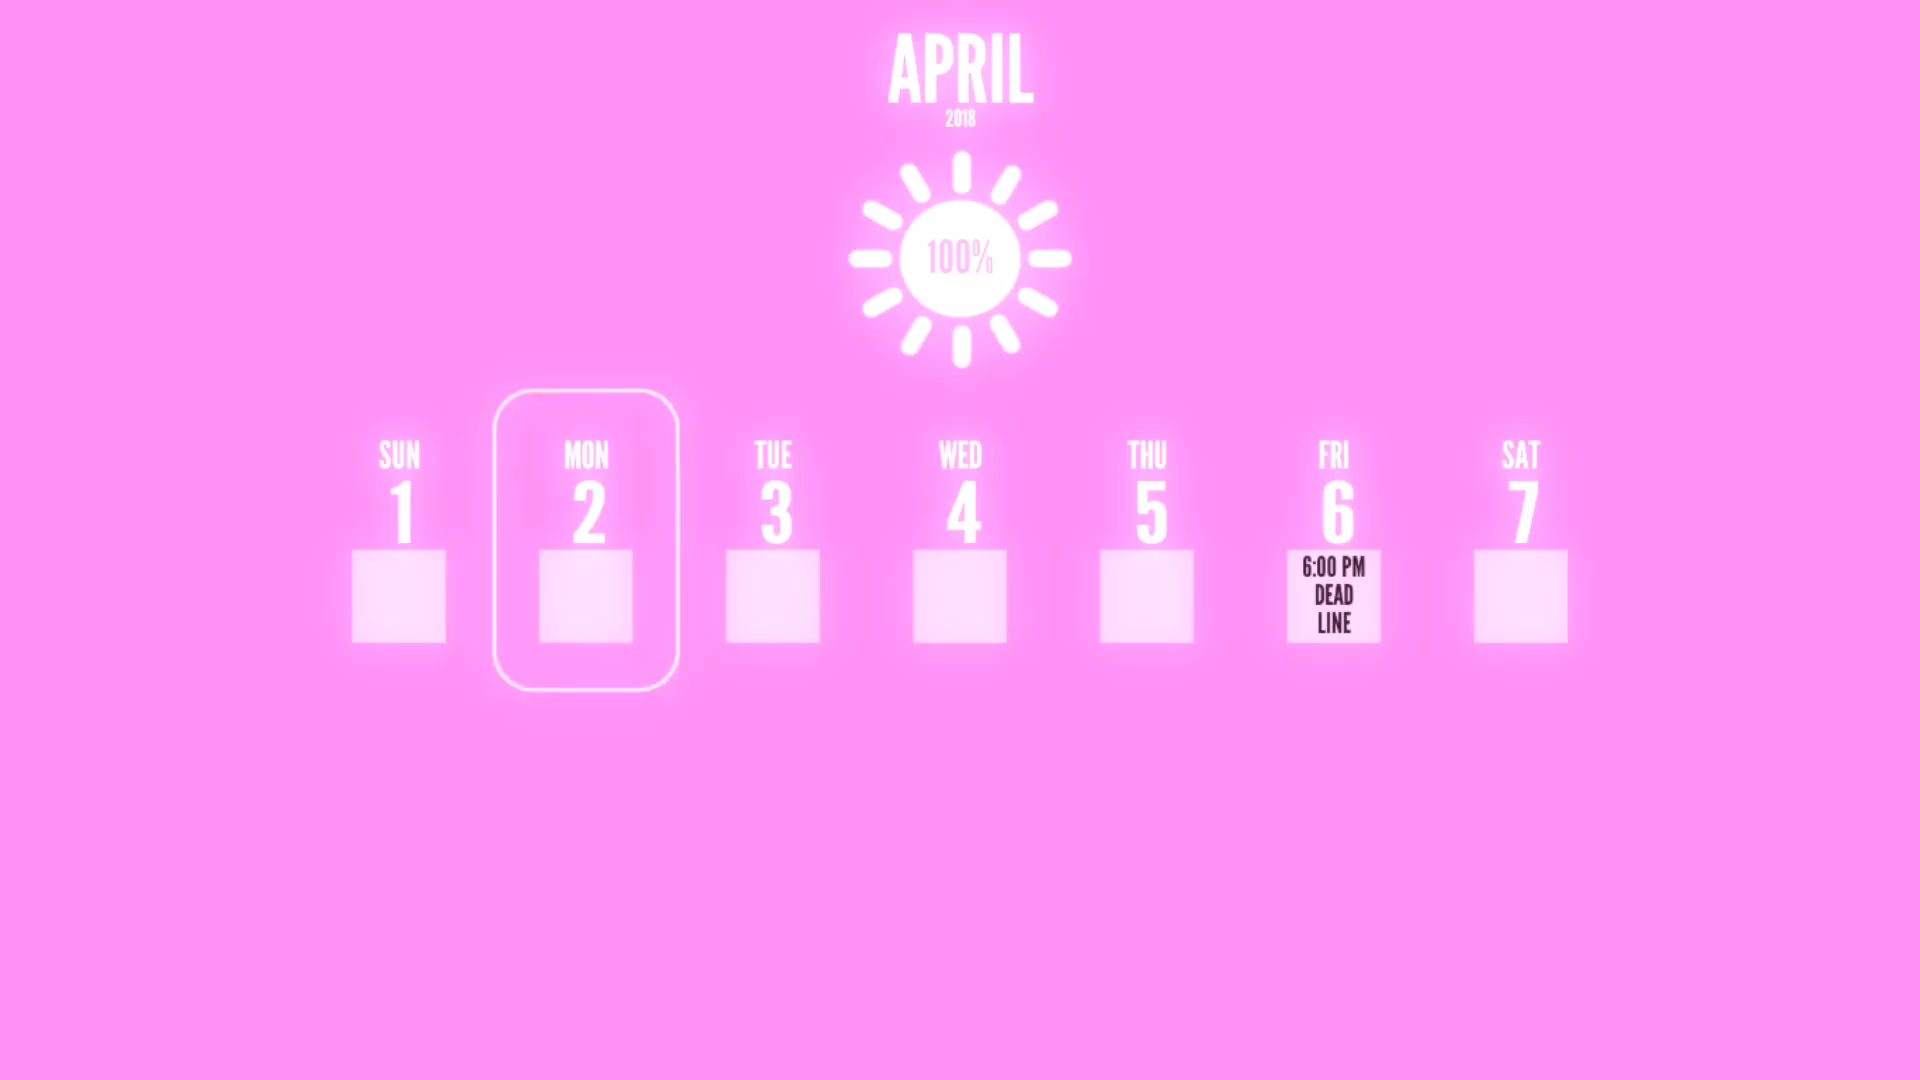 APRIL
2018
100%
SUN MON TUE WED THU FRI SAT
1 2 3 4 5 6 7
6:00 PM
DEAD
LINE